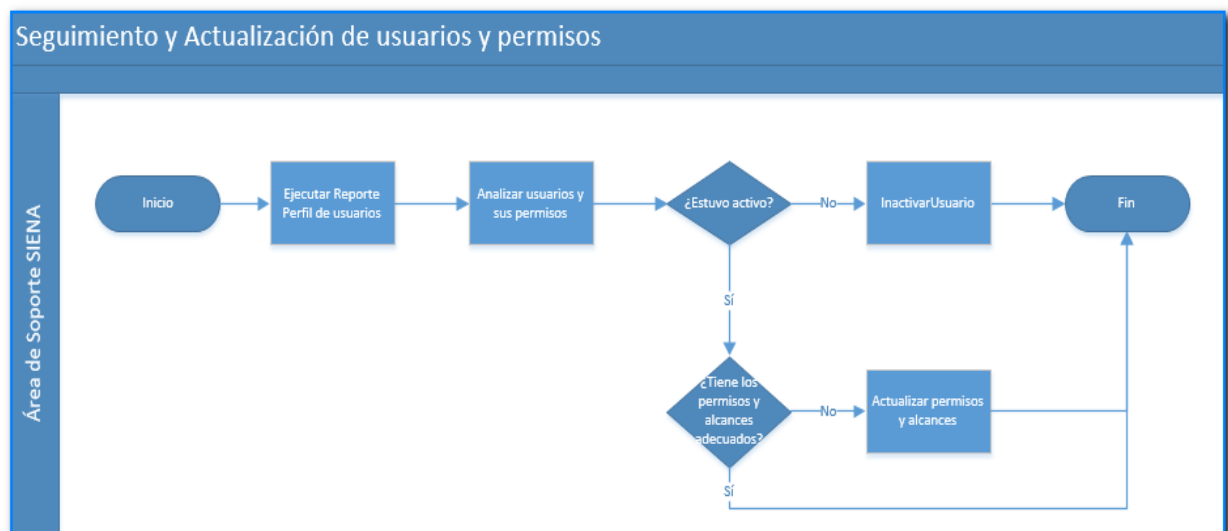 Seguimiento y Actualización de usuarios y permisos
Área de Soporte SIENA
Inicio
Ejecutar Reporte
Perfil de usuarios
Analizar usuarios y
sus permisos
¿Estuvo activo?
No
InactivarUsuario
Fin
Sí
¿Tiene los
permisos y
alcances
adecuados?
No
Actualizar permisos
y alcances
Sí